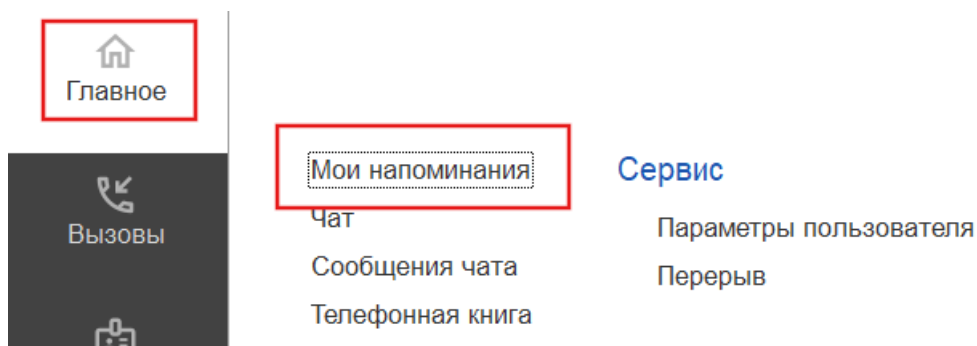 Главное
Вызовы
Мои напоминания
Чат
Сообщения чата
Телефонная книга
Сервис
Параметры пользователя
Перерыв